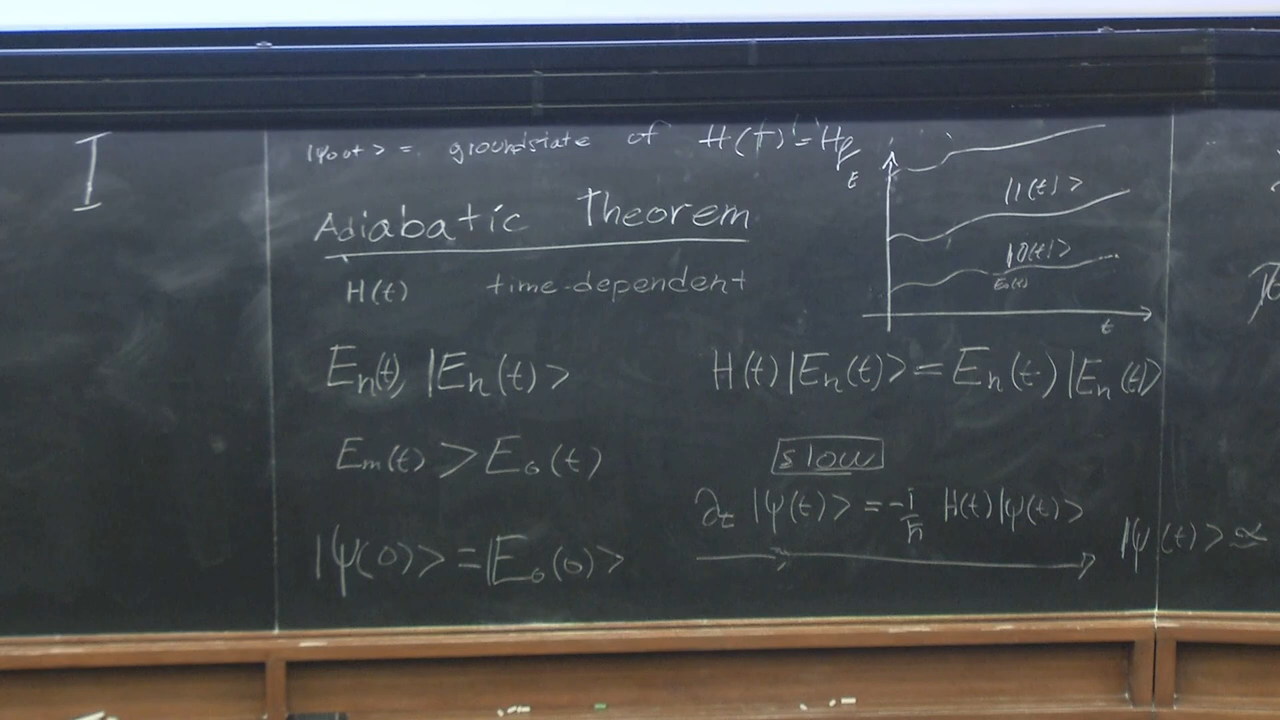 I
|ψout> = groundstate of H(T) = Hf
Adiabatic Theorem
H(t) time-dependent
E
|1(t)>
|0(t)>
E₀(t)
t
Eₙ(t), |Eₙ(t)> H(t)|Eₙ(t)> = Eₙ(t)|Eₙ(t)>
Eₘ(t) > E₀(t) slow
∂ₜ |ψ(t)> = -i/ħ H(t)|ψ(t)>
|ψ(0)> = |E₀(0)> |ψ(t)> ≃